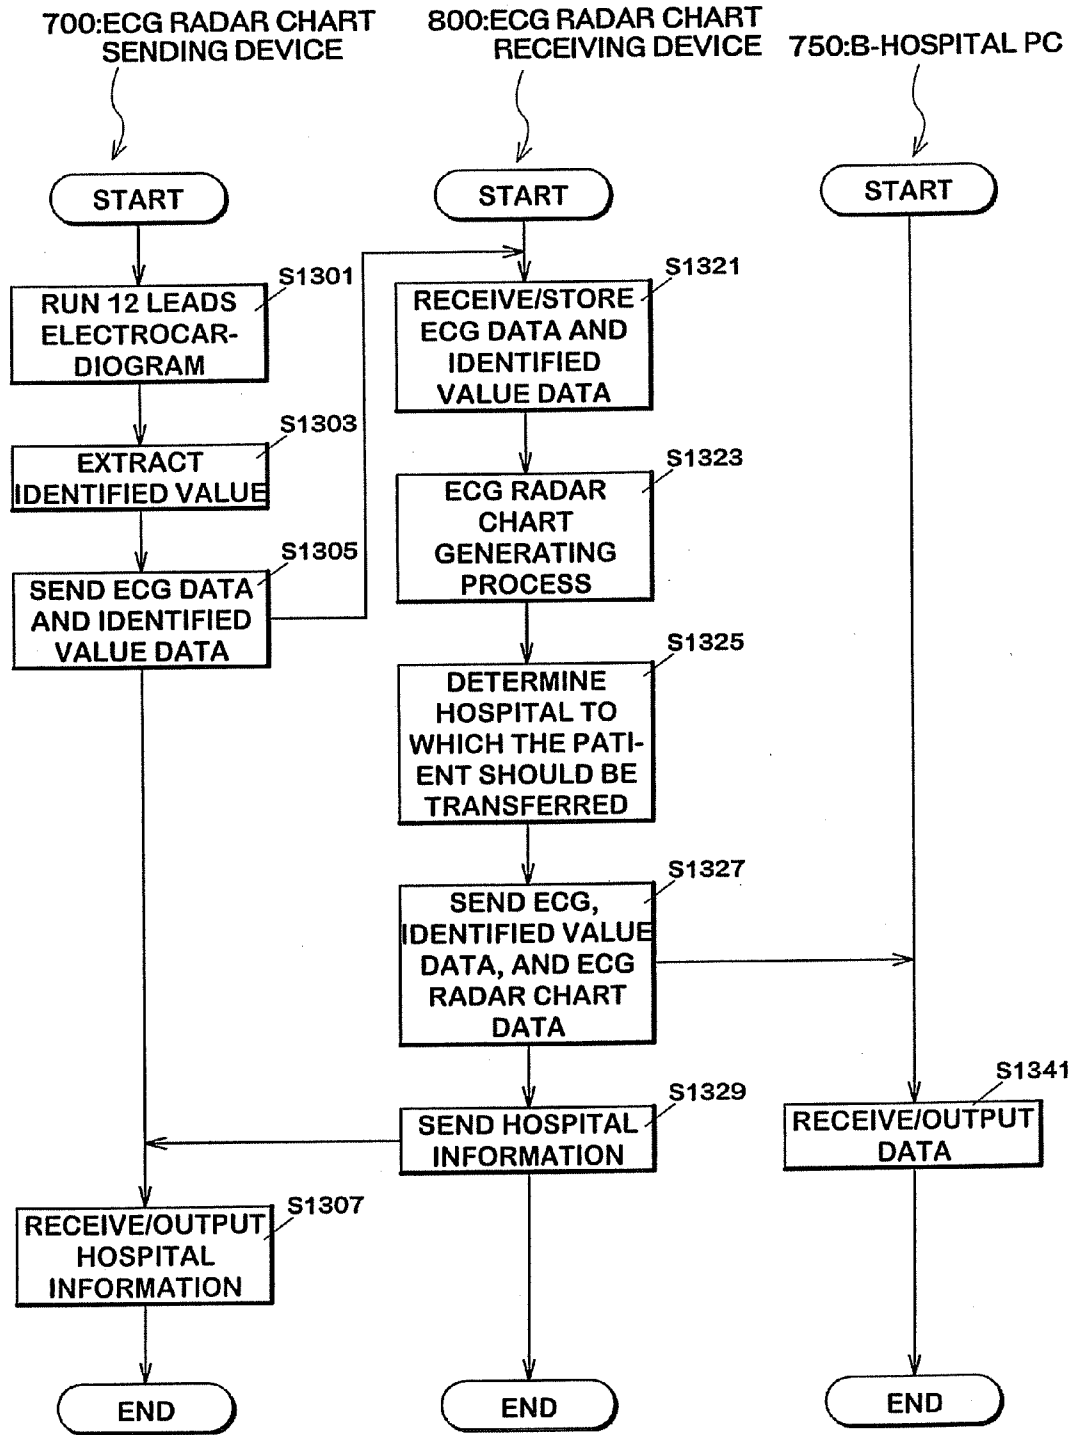 700:ECG RADAR CHART
SENDING DEVICE
START
S1301
RUN 12 LEADS
ELECTROCAR-
DIOGRAM
S1303
EXTRACT
IDENTIFIED VALUE
S1305
SEND ECG DATA
AND IDENTIFIED
VALUE DATA
S1307
RECEIVE/OUTPUT
HOSPITAL
INFORMATION
END
800:ECG RADAR CHART
RECEIVING DEVICE
START
S1321
RECEIVE/STORE
ECG DATA AND
IDENTIFIED
VALUE DATA
S1323
ECG RADAR
CHART
GENERATING
PROCESS
S1325
DETERMINE
HOSPITAL TO
WHICH THE PATI-
ENT SHOULD BE
TRANSFERRED
S1327
SEND ECG,
IDENTIFIED VALUE
DATA, AND ECG
RADAR CHART
DATA
S1329
SEND HOSPITAL
INFORMATION
END
750:B-HOSPITAL PC
START
S1341
RECEIVE/OUTPUT
DATA
END